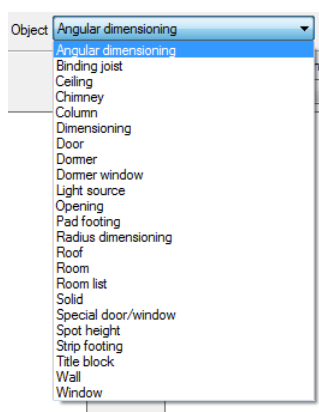 Object Angular dimensioning
Angular dimensioning
Binding joist
Ceiling
Chimney
Column
Dimensioning
Door
Dormer
Dormer window
Light source
Opening
Pad footing
Radius dimensioning
Roof
Room
Room list
Solid
Special door/window
Spot height
Strip footing
Title block
Wall
Window